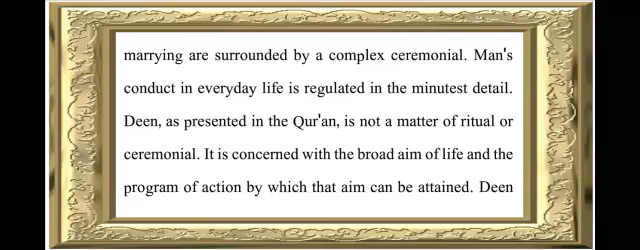 marrying are surrounded by a complex ceremonial. Man's
conduct in everyday life is regulated in the minutest detail.
Deen, as presented in the Qur'an, is not a matter of ritual or
ceremonial. It is concerned with the broad aim of life and the
program of action by which that aim can be attained. Deen